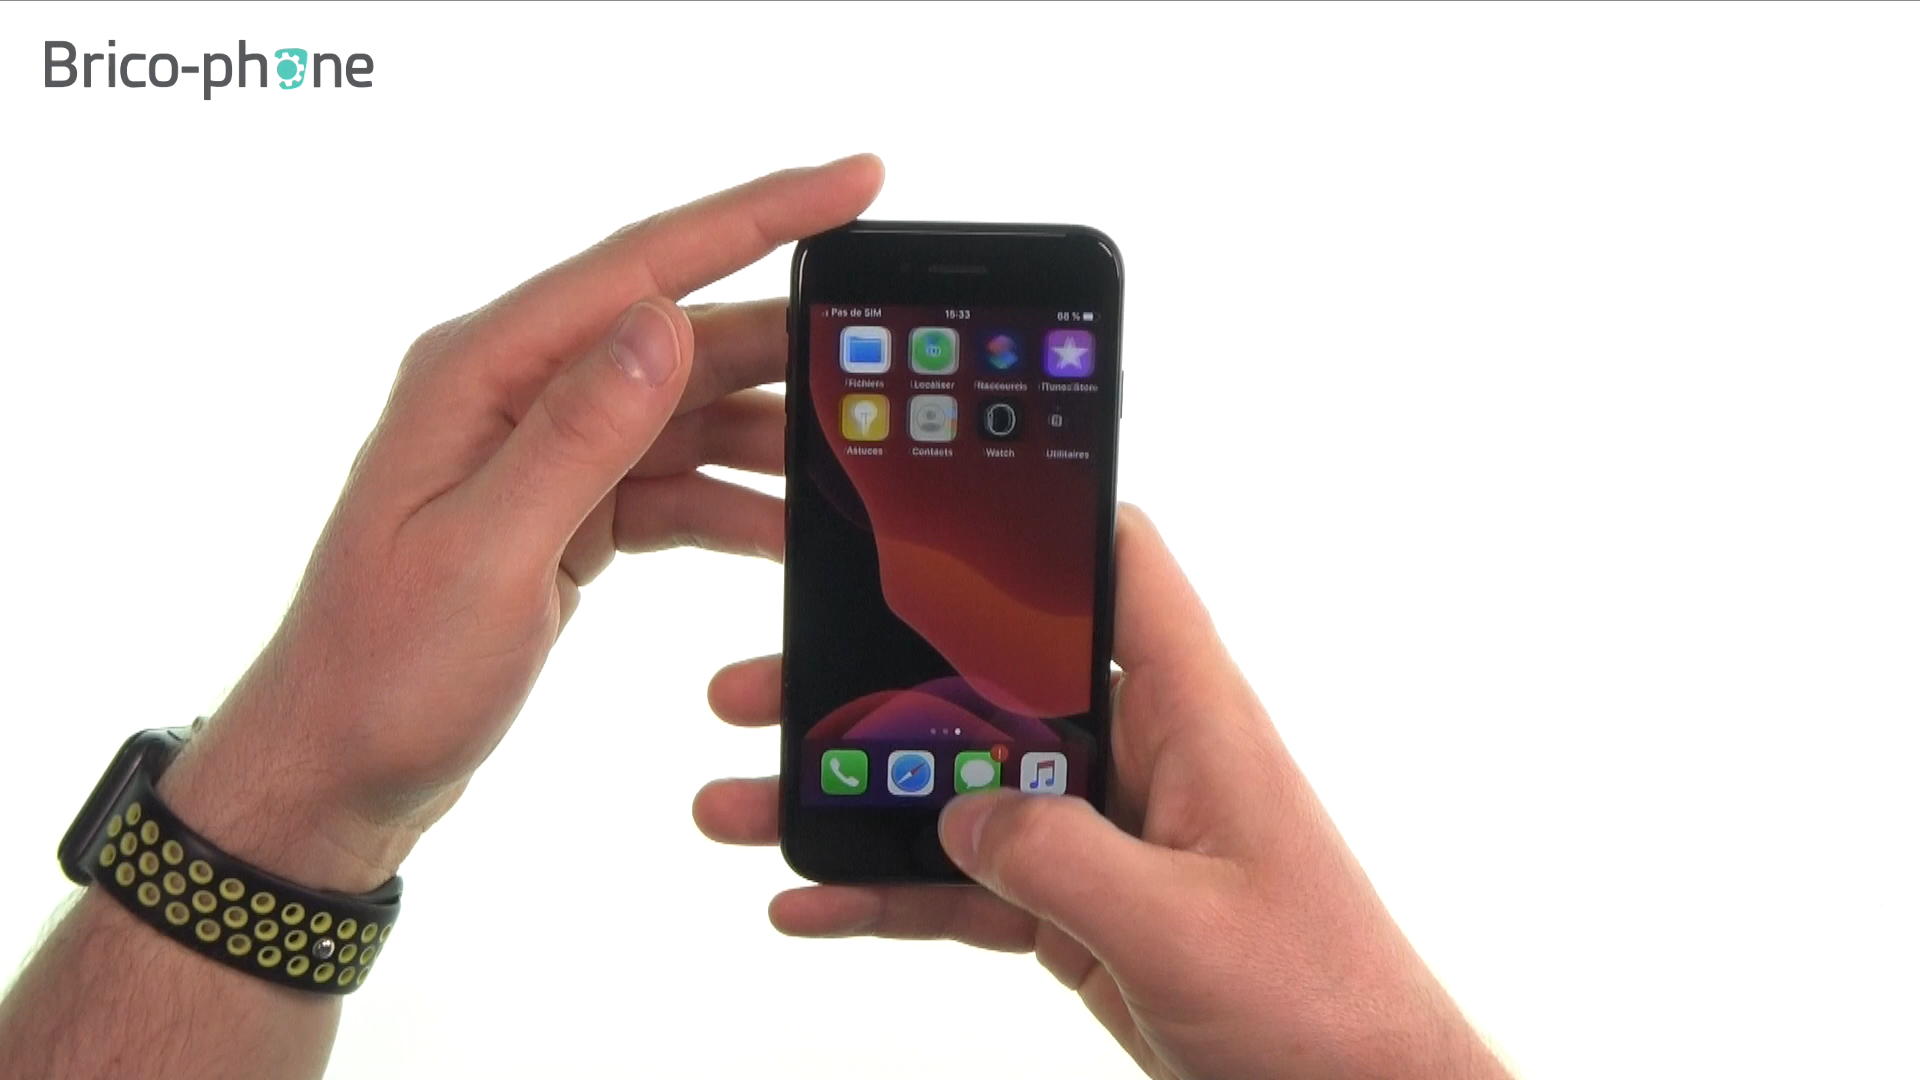 Brico-phone
Pas de SIM 15:33 68 %
Fichiers Localiser Raccourcis iTunes Store
Astuces Contacts Watch Utilitaires